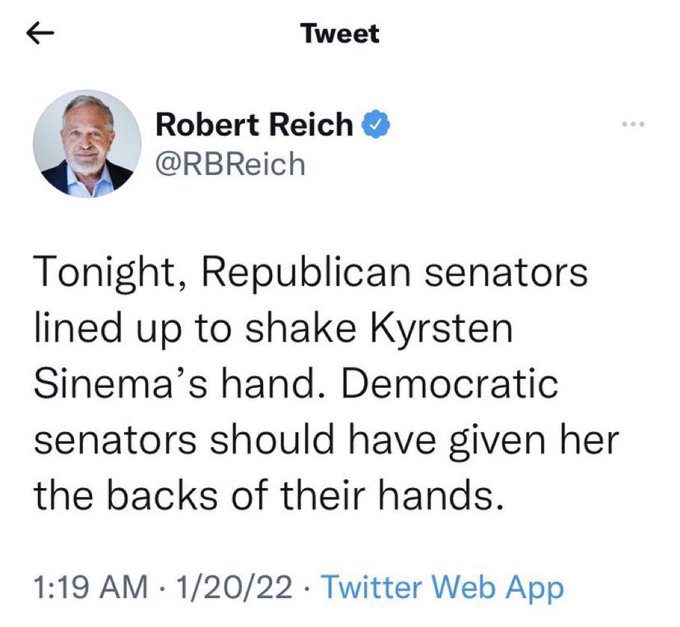 Tweet
Robert Reich
@RBReich
Tonight, Republican senators
lined up to shake Kyrsten
Sinema’s hand. Democratic
senators should have given her
the backs of their hands.
1:19 AM · 1/20/22 · Twitter Web App